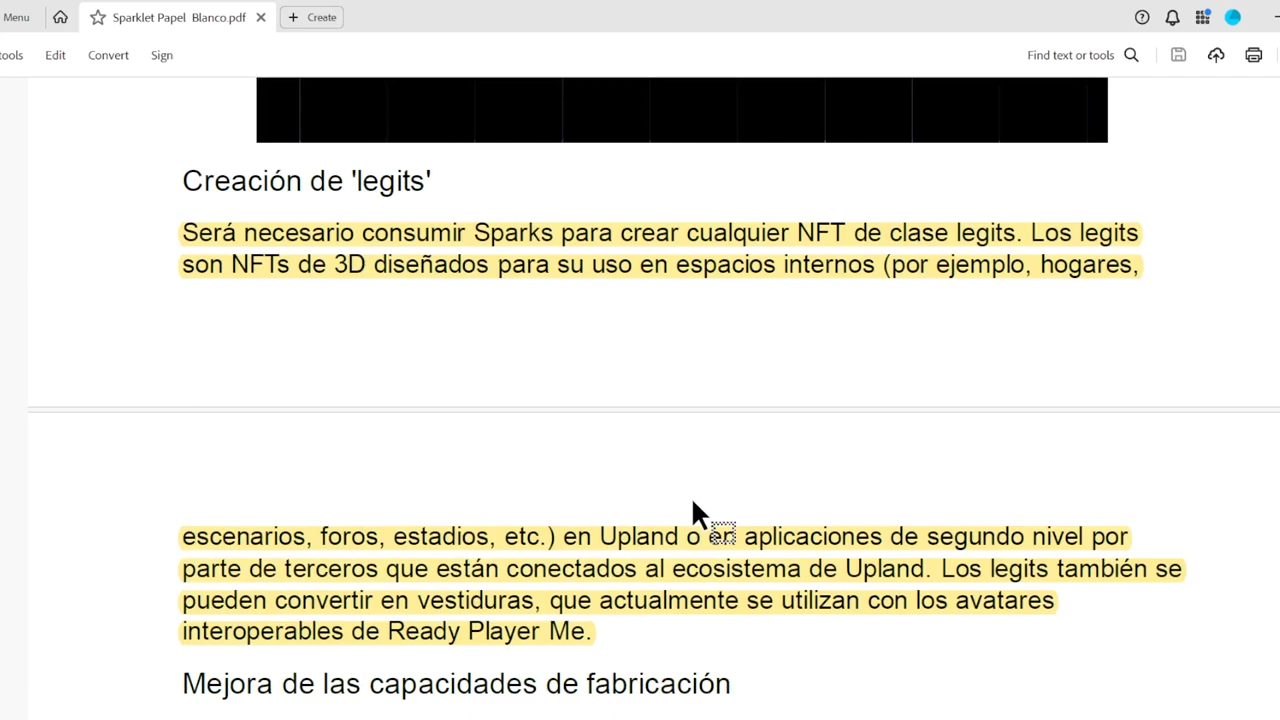 Menu
Sparklet Papel Blanco.pdf
Create
tools
Edit
Convert
Sign
Find text or tools
Creación de 'legits'
Será necesario consumir Sparks para crear cualquier NFT de clase legits. Los legits
son NFTs de 3D diseñados para su uso en espacios internos (por ejemplo, hogares,
escenarios, foros, estadios, etc.) en Upland o en aplicaciones de segundo nivel por
parte de terceros que están conectados al ecosistema de Upland. Los legits también se
pueden convertir en vestiduras, que actualmente se utilizan con los avatares
interoperables de Ready Player Me.
Mejora de las capacidades de fabricación